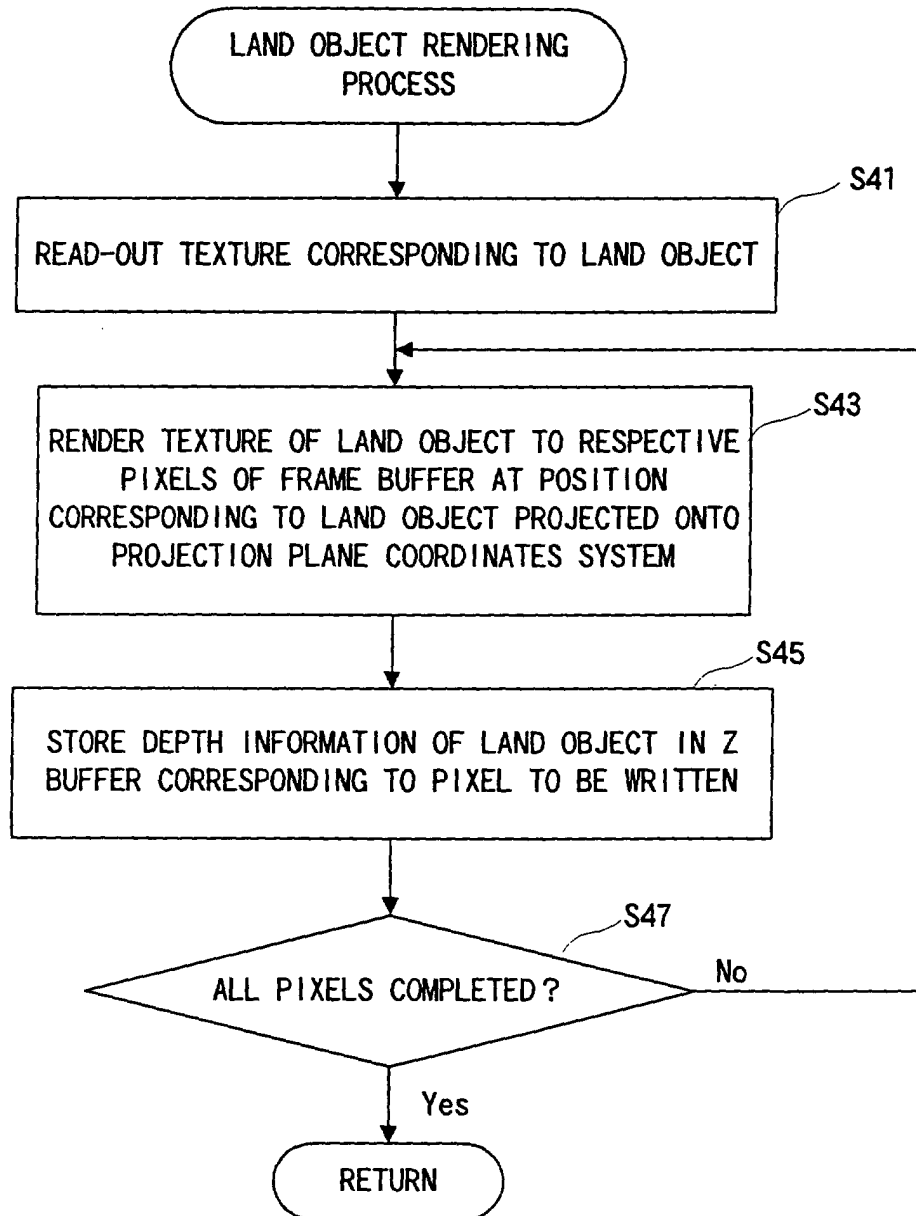 LAND OBJECT RENDERING
PROCESS
S41
READ-OUT TEXTURE CORRESPONDING TO LAND OBJECT
S43
RENDER TEXTURE OF LAND OBJECT TO RESPECTIVE
PIXELS OF FRAME BUFFER AT POSITION
CORRESPONDING TO LAND OBJECT PROJECTED ONTO
PROJECTION PLANE COORDINATES SYSTEM
S45
STORE DEPTH INFORMATION OF LAND OBJECT IN Z
BUFFER CORRESPONDING TO PIXEL TO BE WRITTEN
S47
ALL PIXELS COMPLETED?
No
Yes
RETURN